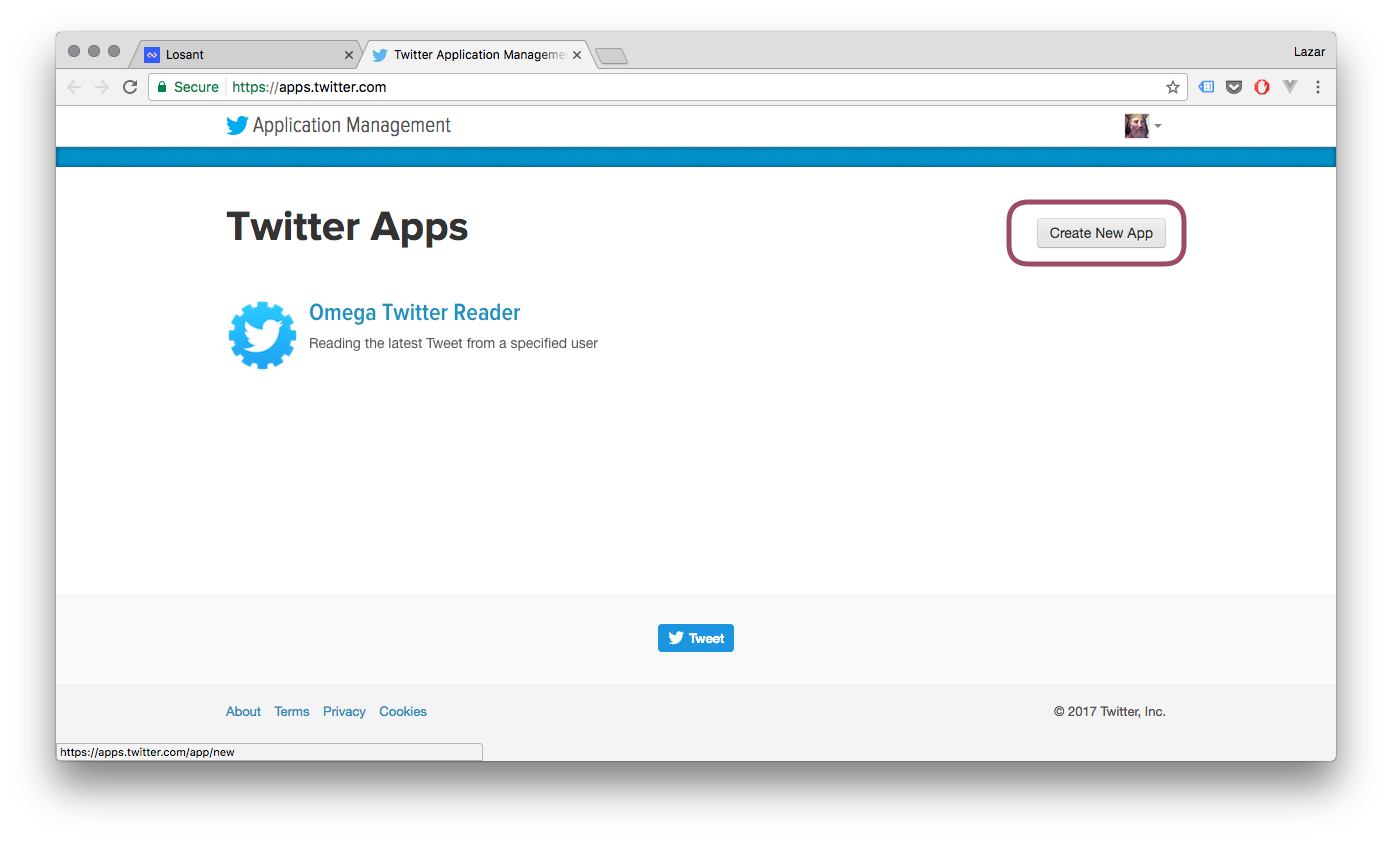 Losant
Twitter Application Manageme
Lazar
Secure
https://apps.twitter.com
Application Management
Twitter Apps
Create New App
Omega Twitter Reader
Reading the latest Tweet from a specified user
Tweet
About Terms Privacy Cookies
© 2017 Twitter, Inc.
https://apps.twitter.com/app/new